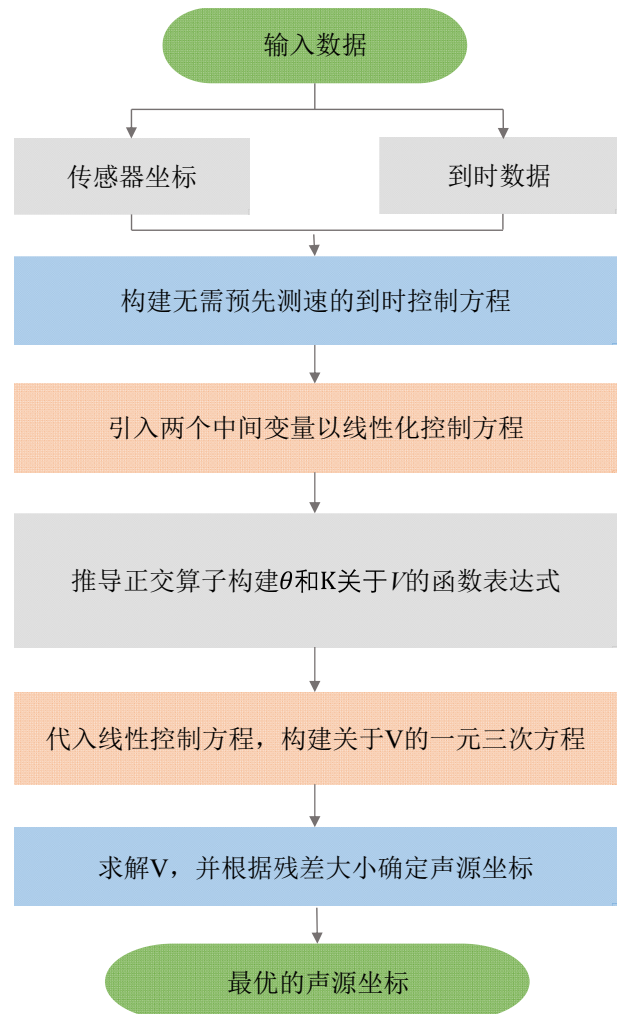 输入数据
传感器坐标
到时数据
构建无需预先测速的到时控制方程
引入两个中间变量以线性化控制方程
推导正交算子构建θ和K关于V的函数表达式
代入线性控制方程，构建关于V的一元三次方程
求解V，并根据残差大小确定声源坐标
最优的声源坐标